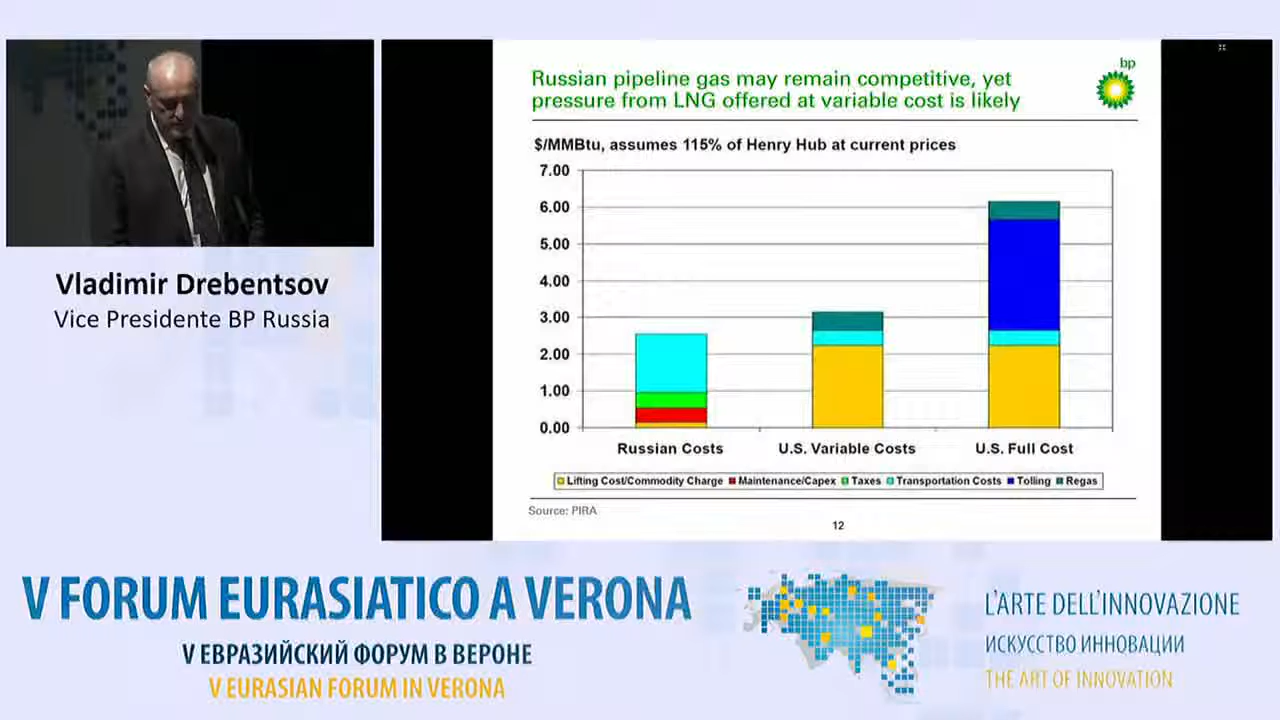 Vladimir Drebentsov
Vice Presidente BP Russia
Russian pipeline gas may remain competitive, yet
pressure from LNG offered at variable cost is likely
bp
$/MMBtu, assumes 115% of Henry Hub at current prices
7.00
6.00
5.00
4.00
3.00
2.00
1.00
0.00
Russian Costs
U.S. Variable Costs
U.S. Full Cost
Lifting Cost/Commodity Charge Maintenance/Capex Taxes Transportation Costs Tolling Regas
Source: PIRA
12
V FORUM EURASIATICO A VERONA
V ЕВРАЗИЙСКИЙ ФОРУМ В ВЕРОНЕ
V EURASIAN FORUM IN VERONA
L'ARTE DELL'INNOVAZIONE
ИСКУССТВО ИННОВАЦИИ
THE ART OF INNOVATION